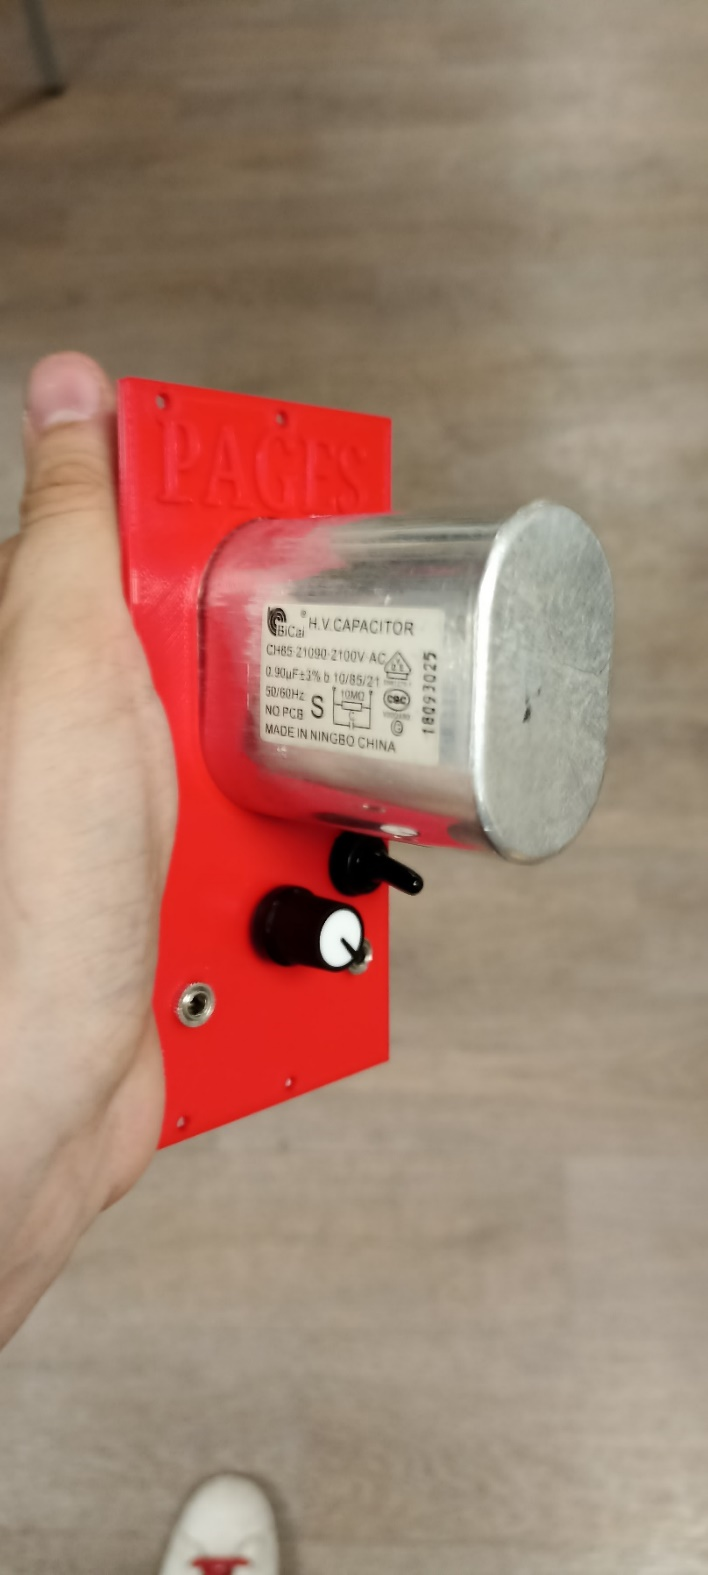 PAGES
BiCai ® H.V.CAPACITOR
CH85-21090-2100V AC
0.90µF±3% b 10/85/21
50/60Hz
NO PCB S 10MΩ
C
MADE IN NINGBO CHINA
CQC
18093025